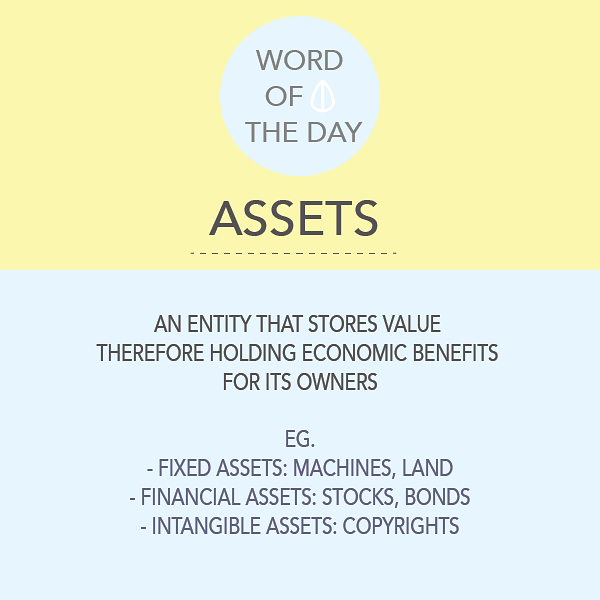 WORD
OF
THE DAY
ASSETS
AN ENTITY THAT STORES VALUE
THEREFORE HOLDING ECONOMIC BENEFITS
FOR ITS OWNERS
EG.
- FIXED ASSETS: MACHINES, LAND
- FINANCIAL ASSETS: STOCKS, BONDS
- INTANGIBLE ASSETS: COPYRIGHTS